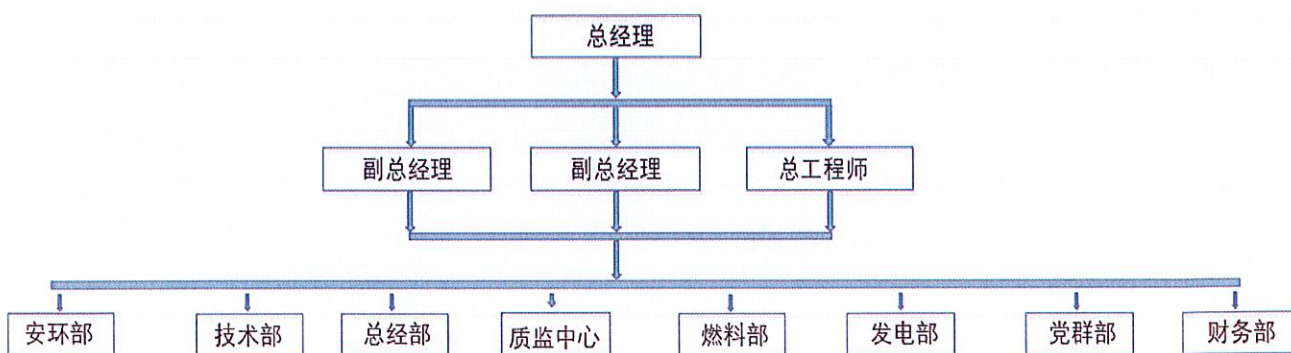 总经理
副总经理 副总经理 总工程师
安环部 技术部 总经部 质监中心 燃料部 发电部 党群部 财务部